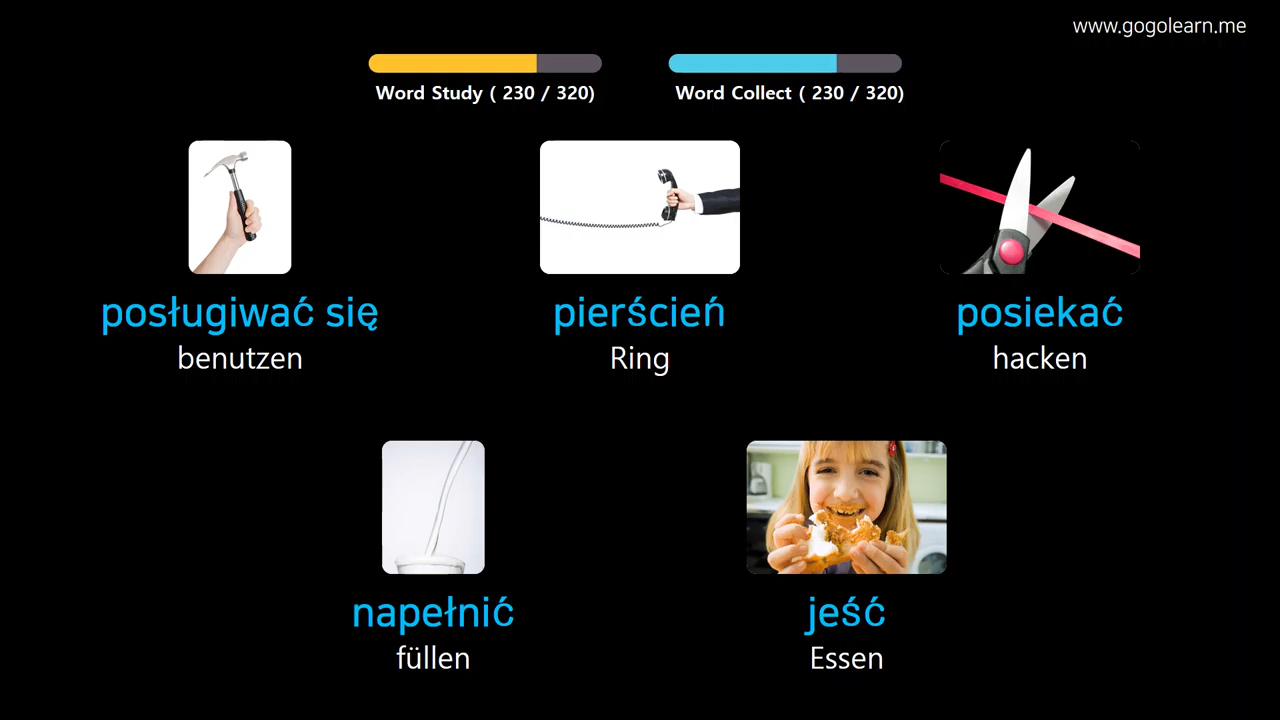 www.gogolearn.me
Word Study ( 230 / 320)
Word Collect ( 230 / 320)
posługiwać się
benutzen
pierścień
Ring
posiekać
hacken
napełnić
füllen
jeść
Essen